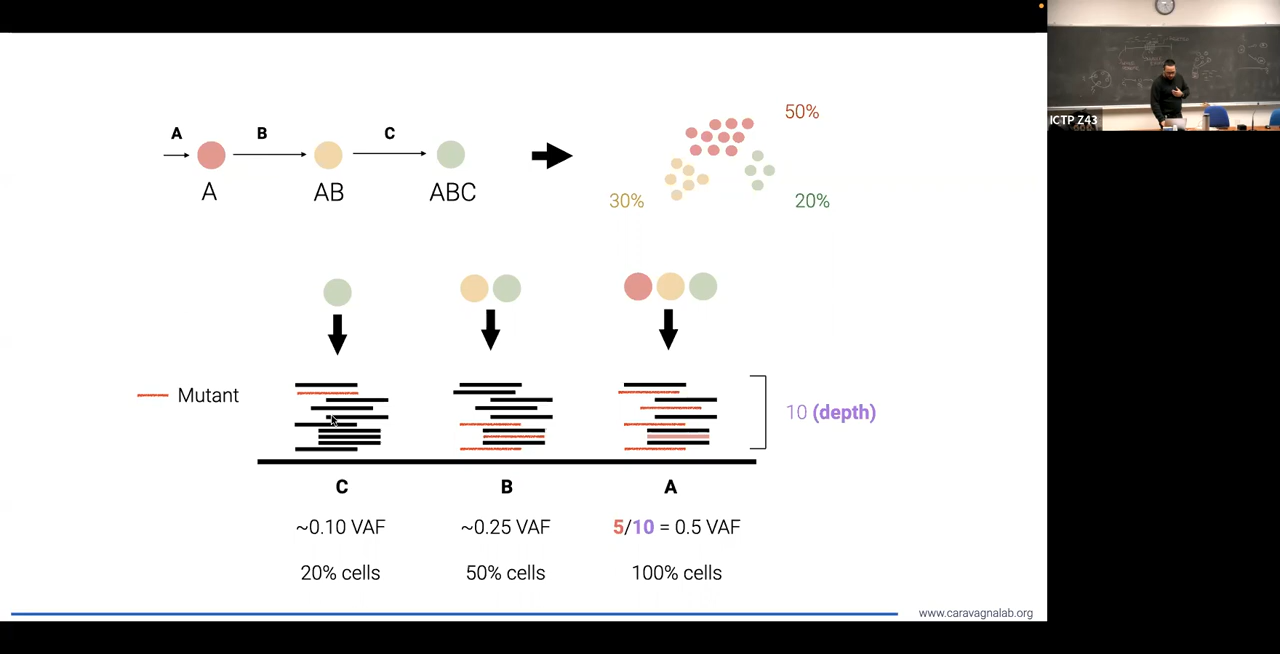 A
B
C
A
AB
ABC
50%
30%
20%
ICTP Z43
Mutant
10 (depth)
C
B
A
~0.10 VAF
~0.25 VAF
5/10 = 0.5 VAF
20% cells
50% cells
100% cells
www.caravagnalab.org